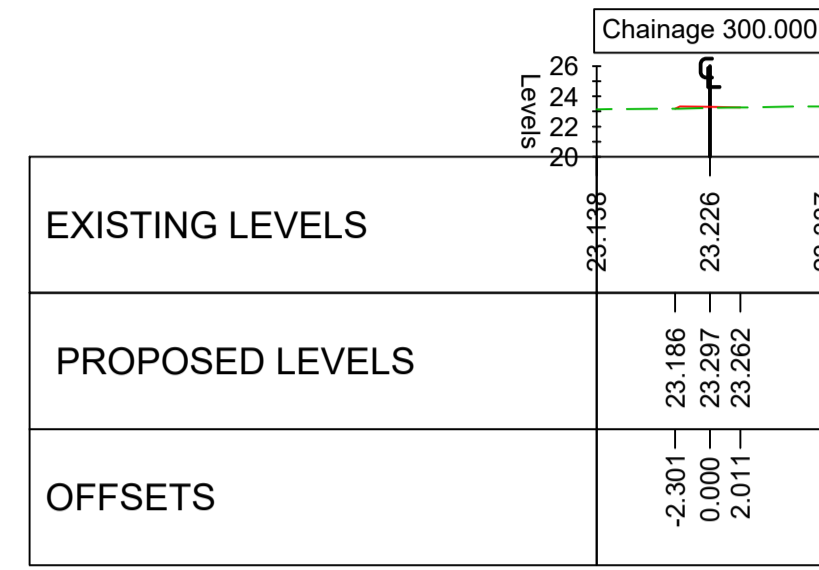 Chainage 300.000
26
24
22
20
Levels
CL
EXISTING LEVELS
23.138
23.226
PROPOSED LEVELS
23.186
23.297
23.262
OFFSETS
-2.301
0.000
2.011